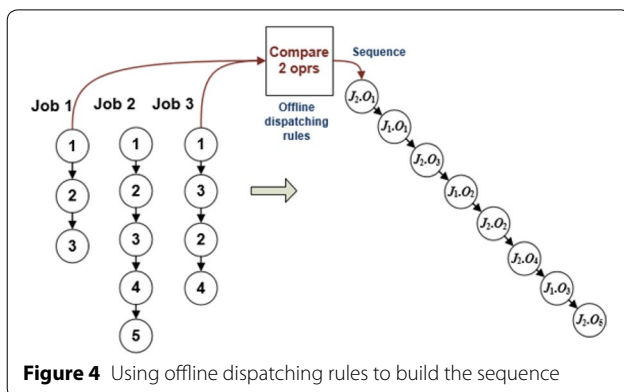 Compare
2 oprs
Sequence
Offline
dispatching
rules
Job 1
Job 2
Job 3
1
2
3
1
2
3
4
5
1
3
2
4
J2.O1
J1.O1
J2.O3
J1.O2
J2.O2
J2.O4
J1.O3
J2.O5
Figure 4 Using offline dispatching rules to build the sequence